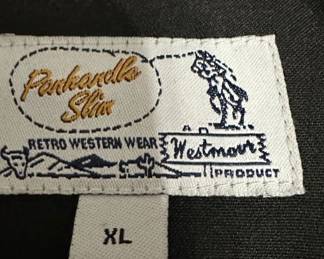 Panhandle
Slim
RETRO WESTERN WEAR
Westmoor
PRODUCT
XL